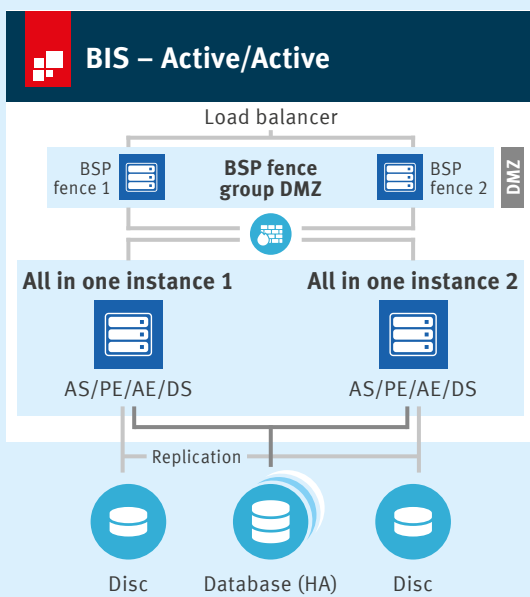 BIS – Active/Active
Load balancer
BSP
fence 1
BSP fence
group DMZ
BSP
fence 2
DMZ
All in one instance 1
All in one instance 2
AS/PE/AE/DS
AS/PE/AE/DS
Replication
Disc
Database (HA)
Disc